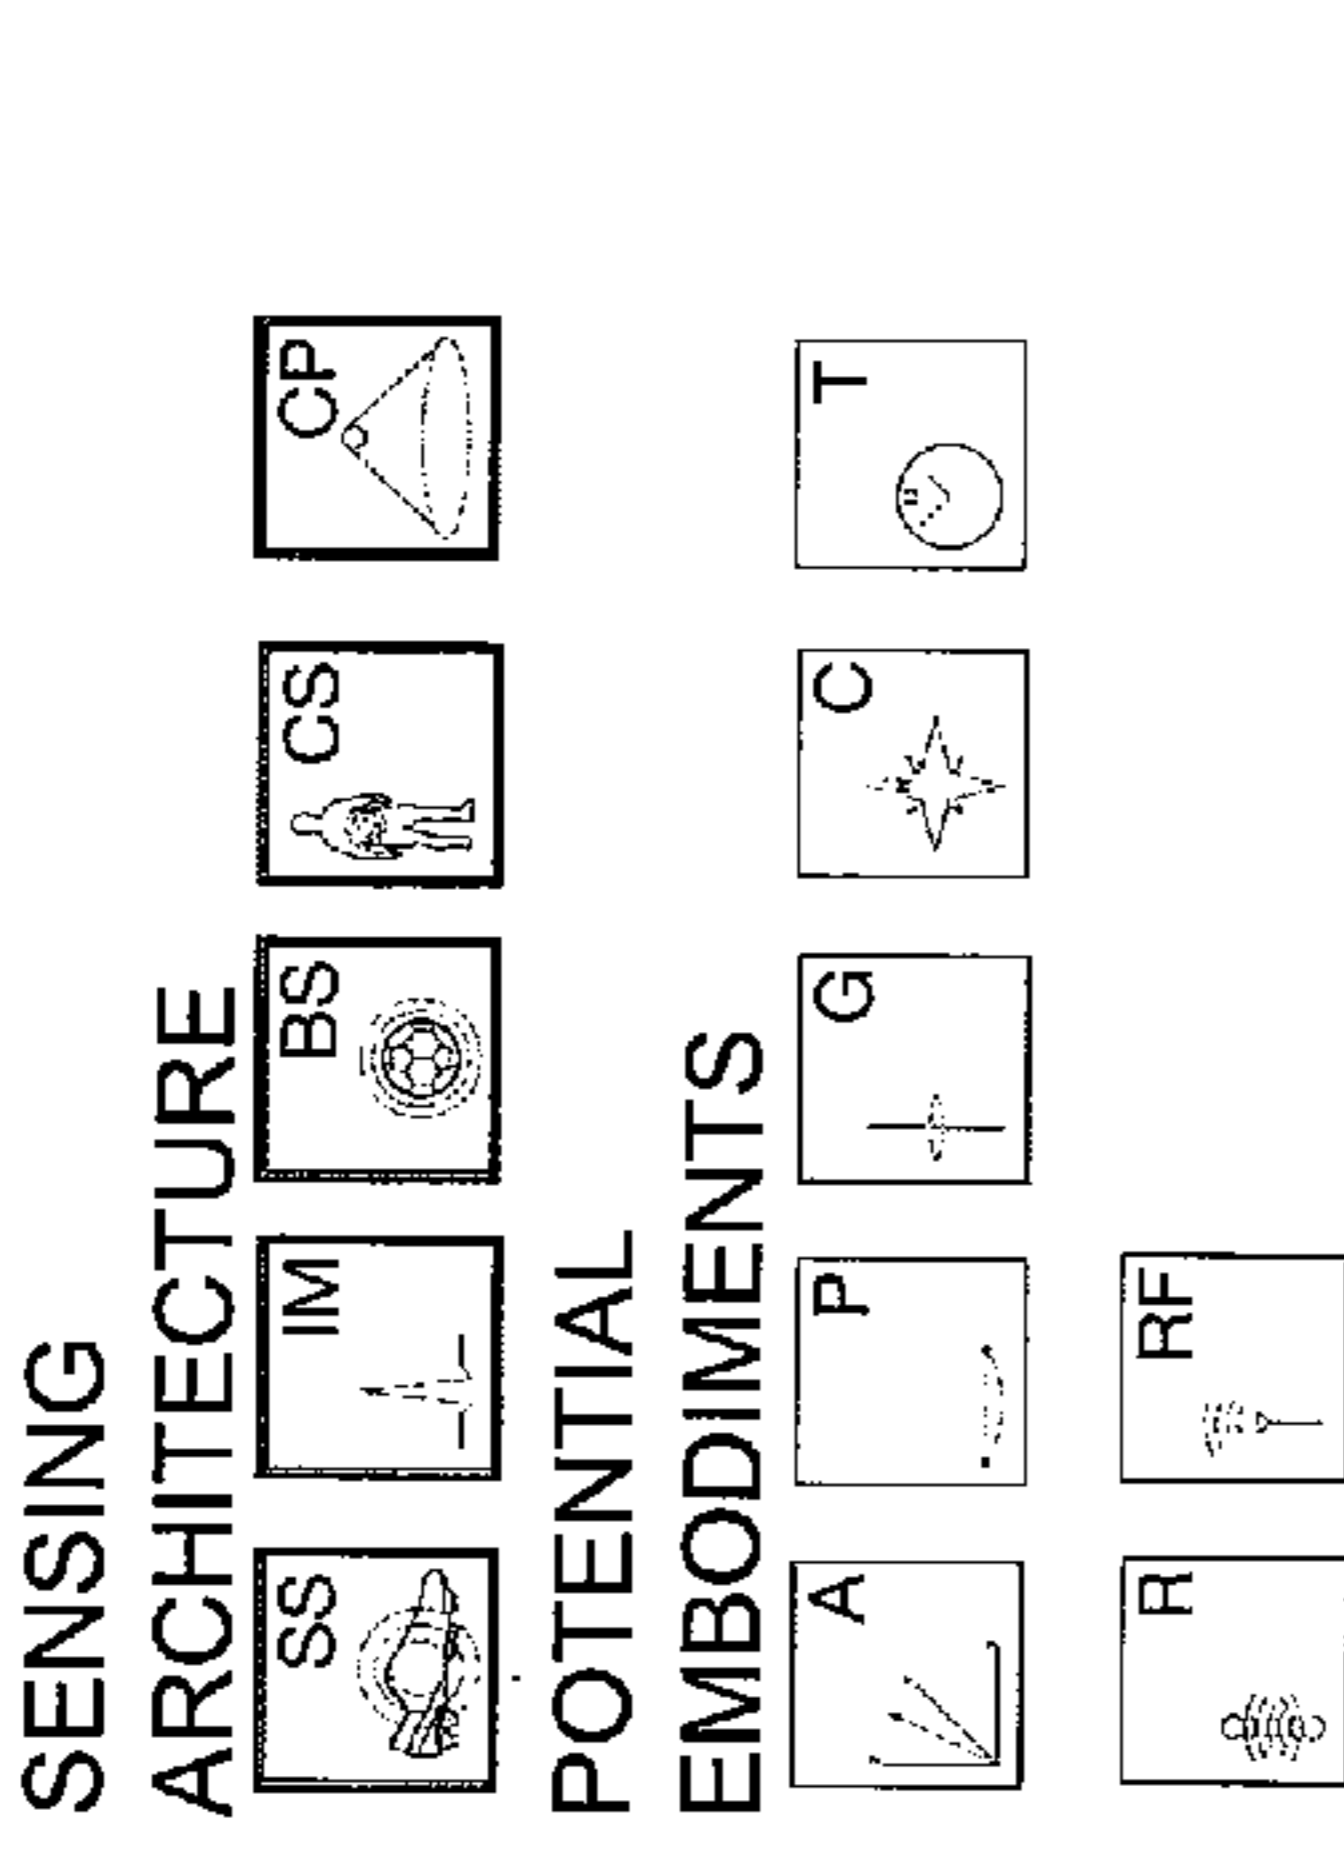 SENSING
ARCHITECTURE
SS IM BS CS CP
POTENTIAL
EMBODIMENTS
A P G C T
R RF